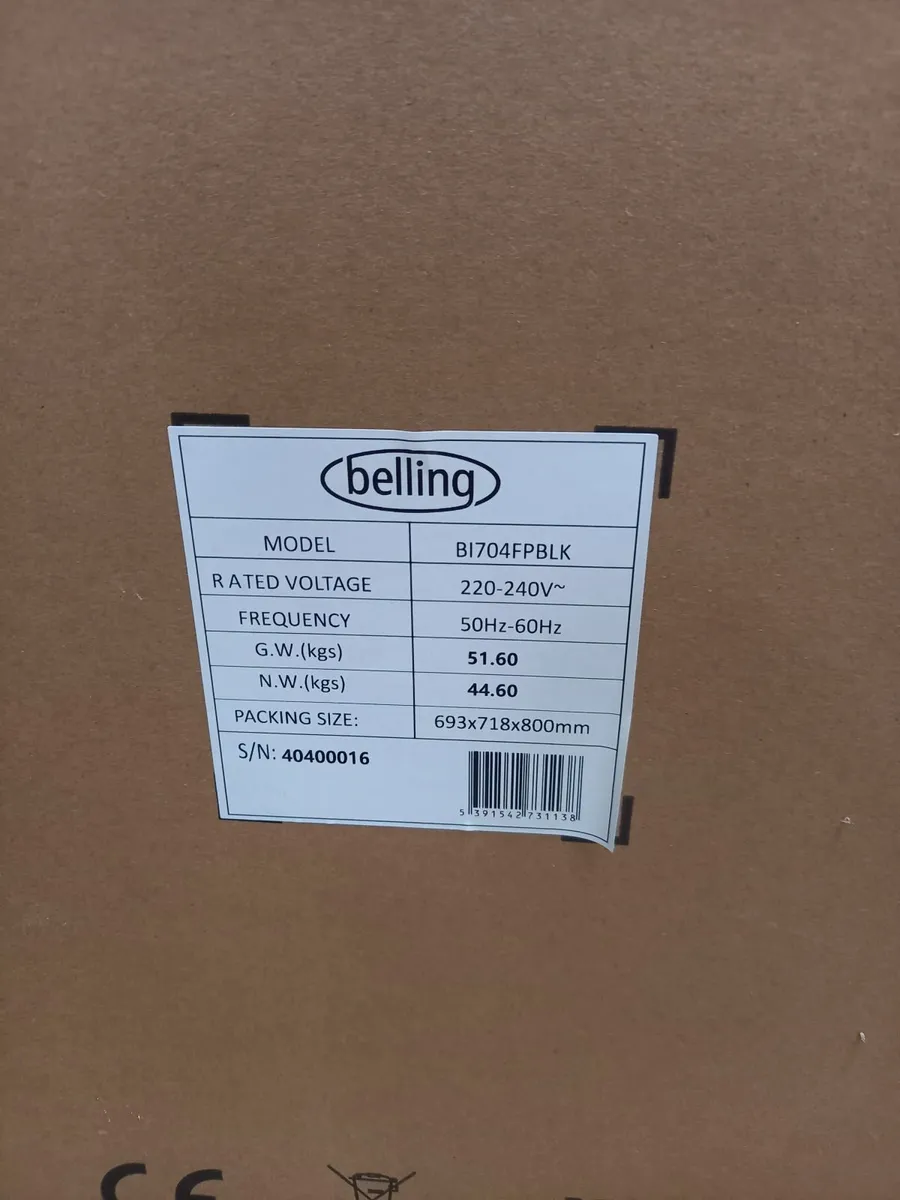 belling
MODEL BI704FPBLK
RATED VOLTAGE 220-240V~
FREQUENCY 50Hz-60Hz
G.W.(kgs) 51.60
N.W.(kgs) 44.60
PACKING SIZE: 693x718x800mm
S/N: 40400016
5 391542 731138
CE